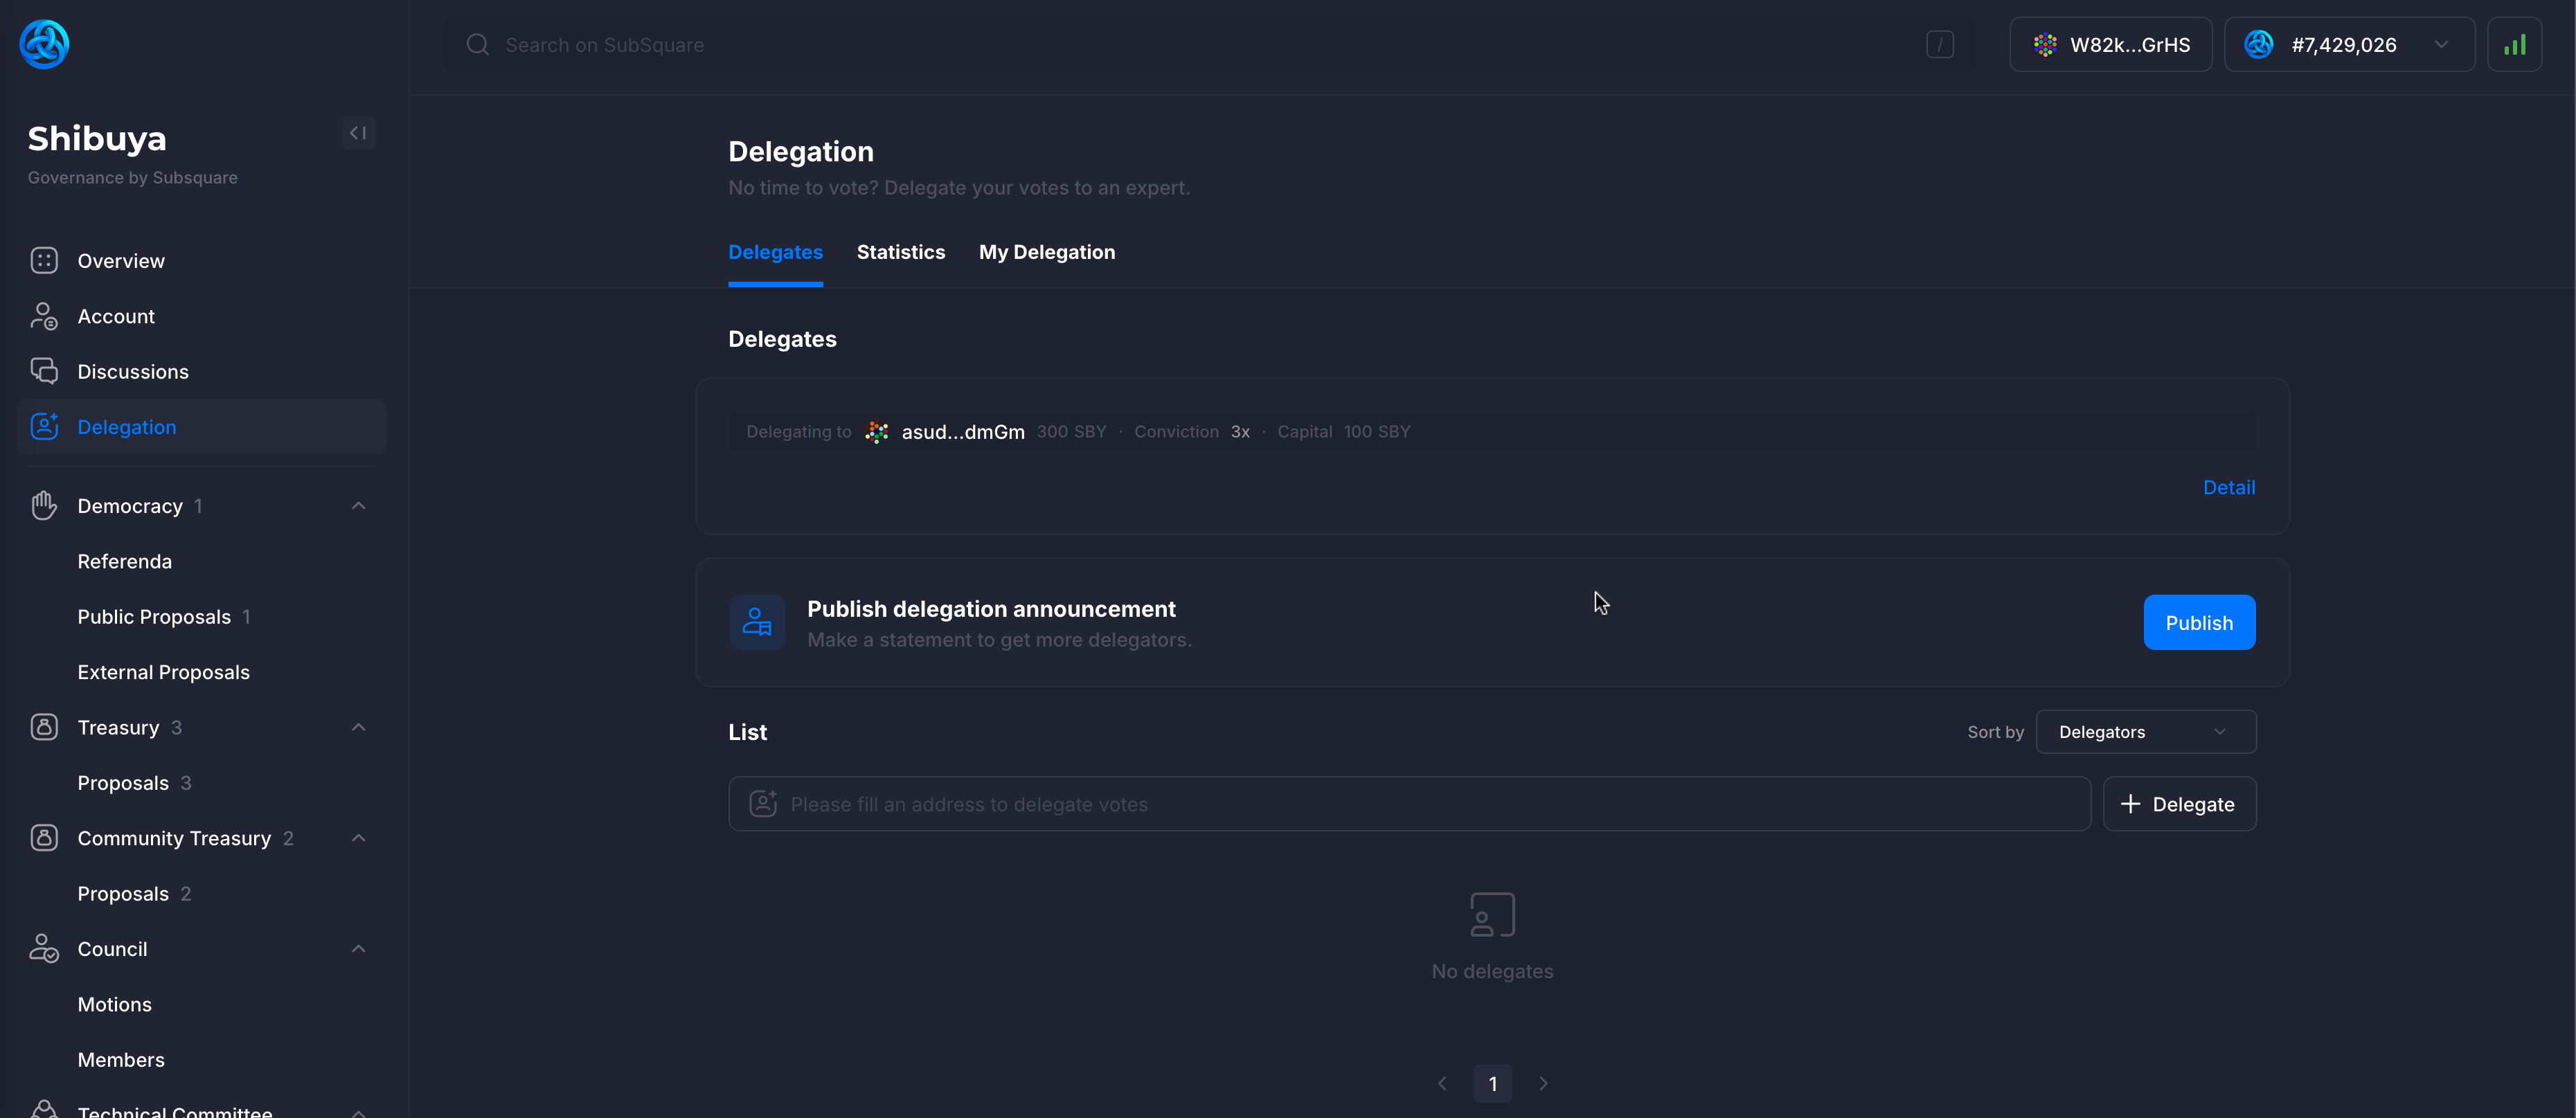 Search on SubSquare
/
W82k...GrHS
#7,429,026
Shibuya
Governance by Subsquare
Overview
Account
Discussions
Delegation
Democracy 1
Referenda
Public Proposals 1
External Proposals
Treasury 3
Proposals 3
Community Treasury 2
Proposals 2
Council
Motions
Members
Technical Committee
Delegation
No time to vote? Delegate your votes to an expert.
Delegates Statistics My Delegation
Delegates
Delegating to asud...dmGm 300 SBY · Conviction 3x · Capital 100 SBY
Detail
Publish delegation announcement
Make a statement to get more delegators.
Publish
List
Sort by Delegators
Please fill an address to delegate votes
Delegate
No delegates
1